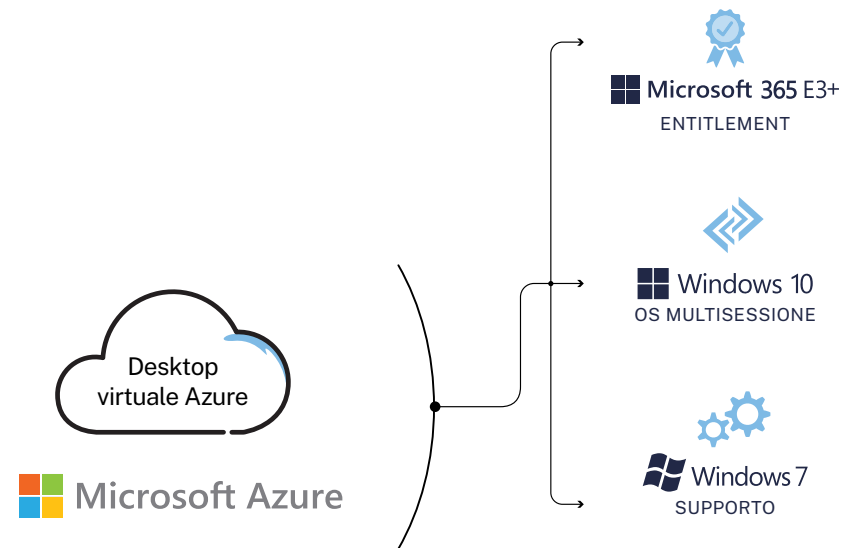 Microsoft 365 E3+
ENTITLEMENT
Windows 10
OS MULTISESSIONE
Desktop
virtuale Azure
Microsoft Azure
Windows 7
SUPPORTO